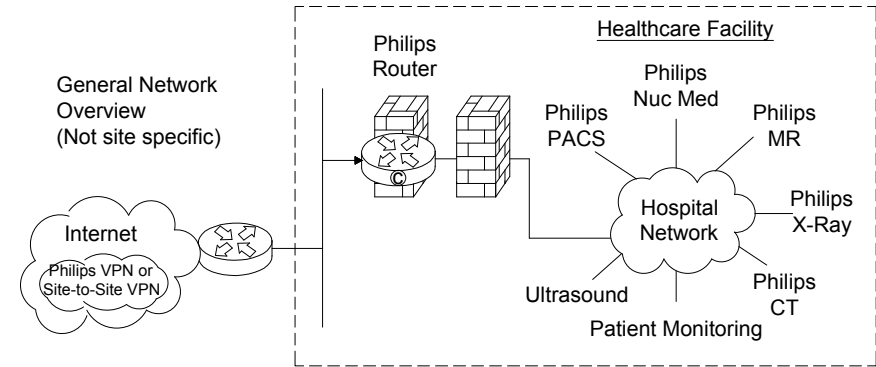 Healthcare Facility
Philips
Router
General Network
Overview
(Not site specific)
Philips
Nuc Med
Philips
PACS
Philips
MR
C
Hospital
Network
Philips
X-Ray
Internet
Philips VPN or
Site-to-Site VPN
Ultrasound
Philips
CT
Patient Monitoring